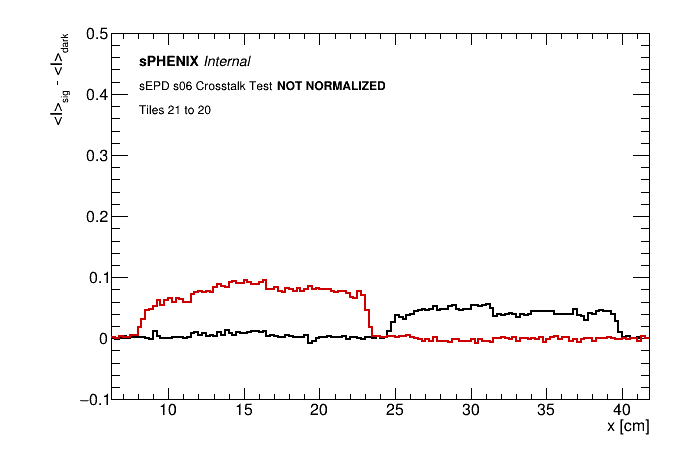 0.5
0.4
0.3
0.2
0.1
0
−0.1
<I>sig - <I>dark
sPHENIX Internal
sEPD s06 Crosstalk Test NOT NORMALIZED
Tiles 21 to 20
10 15 20 25 30 35 40
x [cm]